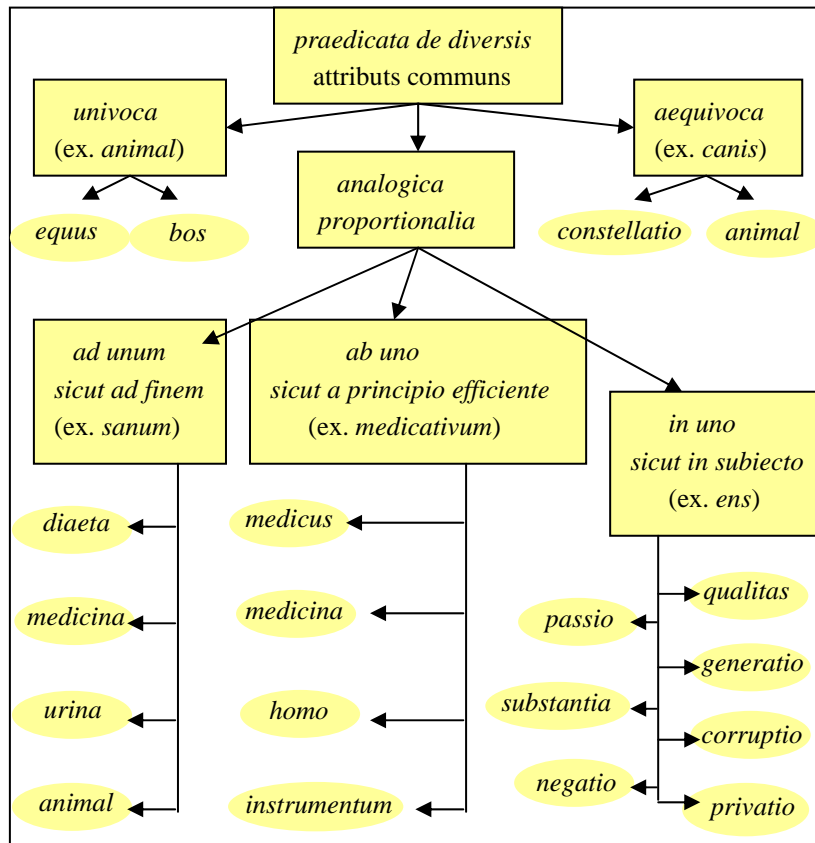 praedicata de diversis
attributs communs
univoca
(ex. animal)
aequivoca
(ex. canis)
analogica
proportionalia
equus
bos
constellatio
animal
ad unum
sicut ad finem
(ex. sanum)
ab uno
sicut a principio efficiente
(ex. medicativum)
in uno
sicut in subiecto
(ex. ens)
diaeta
medicina
urina
animal
medicus
medicina
homo
instrumentum
qualitas
passio
generatio
substantia
corruptio
negatio
privatio